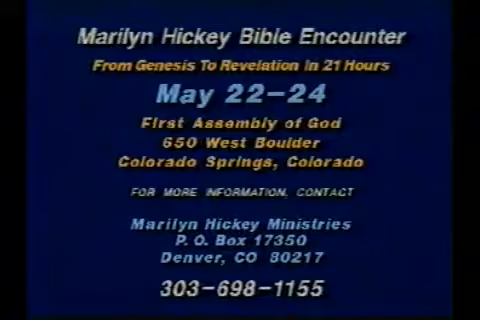 Marilyn Hickey Bible Encounter
From Genesis To Revelation In 21 Hours
May 22-24
First Assembly of God
650 West Boulder
Colorado Springs, Colorado
FOR MORE INFORMATION, CONTACT
Marilyn Hickey Ministries
P.O. Box 17350
Denver, CO 80217
303-698-1155